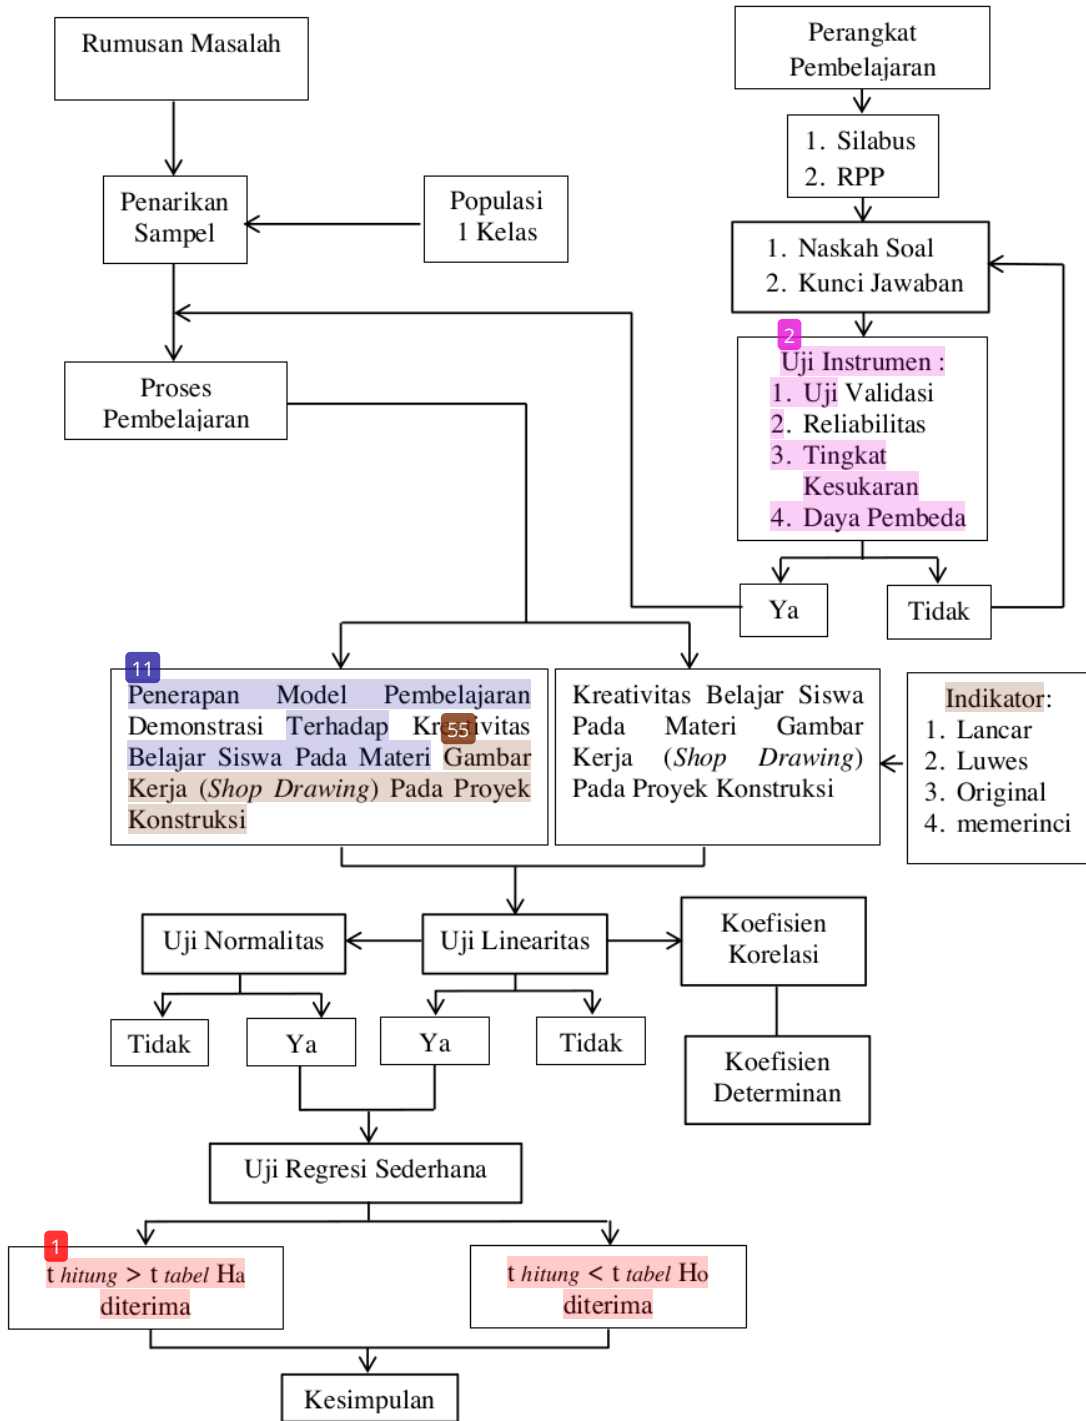 Rumusan Masalah
Perangkat
Pembelajaran
1. Silabus
2. RPP
Penarikan
Sampel
Populasi
1 Kelas
1. Naskah Soal
2. Kunci Jawaban
2
Uji Instrumen :
1. Uji Validasi
2. Reliabilitas
3. Tingkat
Kesukaran
4. Daya Pembeda
Proses
Pembelajaran
Ya
Tidak
11
Penerapan Model Pembelajaran
Demonstrasi Terhadap Kreativitas
55
Belajar Siswa Pada Materi Gambar
Kerja (Shop Drawing) Pada Proyek
Konstruksi
Kreativitas Belajar Siswa
Pada Materi Gambar
Kerja (Shop Drawing)
Pada Proyek Konstruksi
Indikator:
1. Lancar
2. Luwes
3. Original
4. memerinci
Uji Normalitas
Uji Linearitas
Koefisien
Korelasi
Tidak
Ya
Ya
Tidak
Koefisien
Determinan
Uji Regresi Sederhana
1
t hitung > t tabel Ha
diterima
t hitung < t tabel Ho
diterima
Kesimpulan